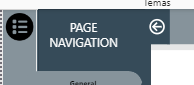 Temas
PAGE
NAVIGATION
General